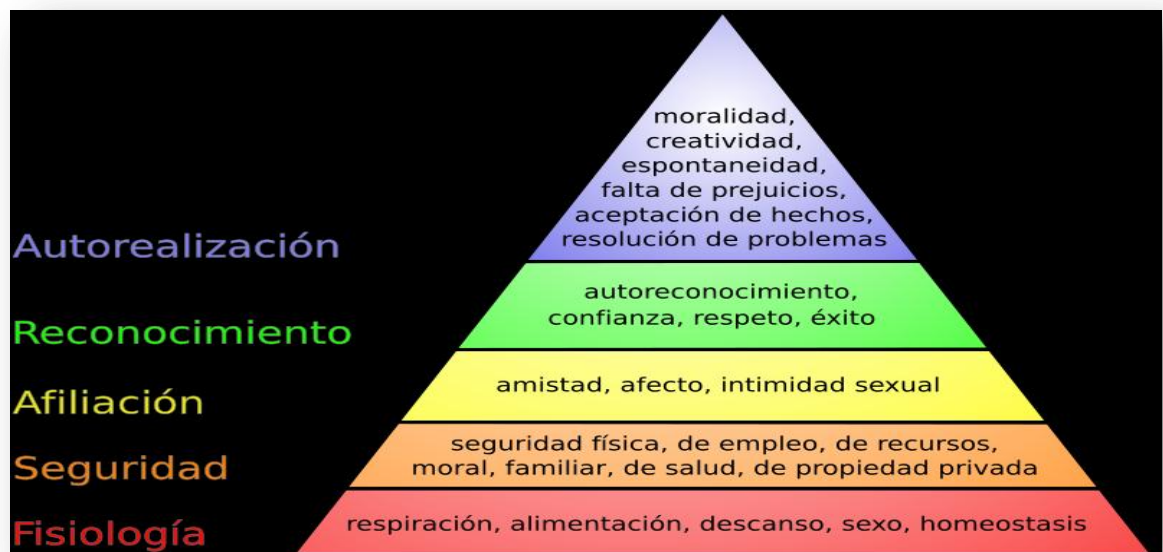 moralidad,
creatividad,
espontaneidad,
falta de prejuicios,
aceptación de hechos,
resolución de problemas
Autorealización
autoreconocimiento,
confianza, respeto, éxito
Reconocimiento
amistad, afecto, intimidad sexual
Afiliación
seguridad física, de empleo, de recursos,
moral, familiar, de salud, de propiedad privada
Seguridad
respiración, alimentación, descanso, sexo, homeostasis
Fisiología